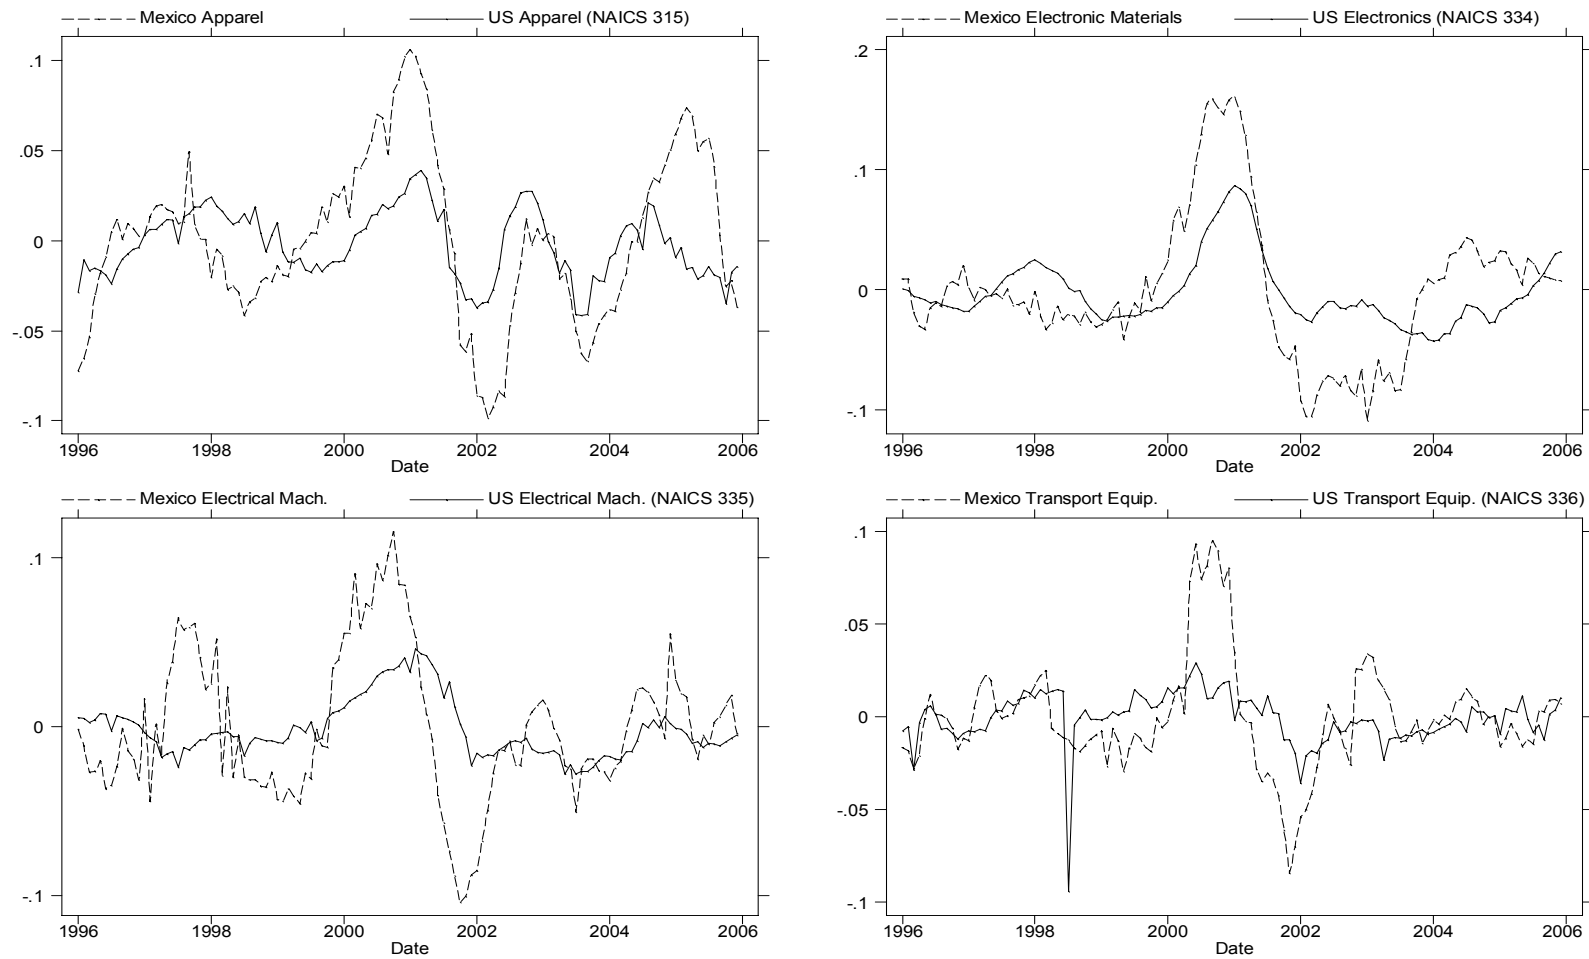 Mexico Apparel US Apparel (NAICS 315)
.1
.05
0
-.05
-.1
1996 1998 2000 2002 2004 2006
Date
Mexico Electronic Materials US Electronics (NAICS 334)
.2
.1
0
-.1
1996 1998 2000 2002 2004 2006
Date
Mexico Electrical Mach. US Electrical Mach. (NAICS 335)
.1
0
-.1
1996 1998 2000 2002 2004 2006
Date
Mexico Transport Equip. US Transport Equip. (NAICS 336)
.1
.05
0
-.05
-.1
1996 1998 2000 2002 2004 2006
Date